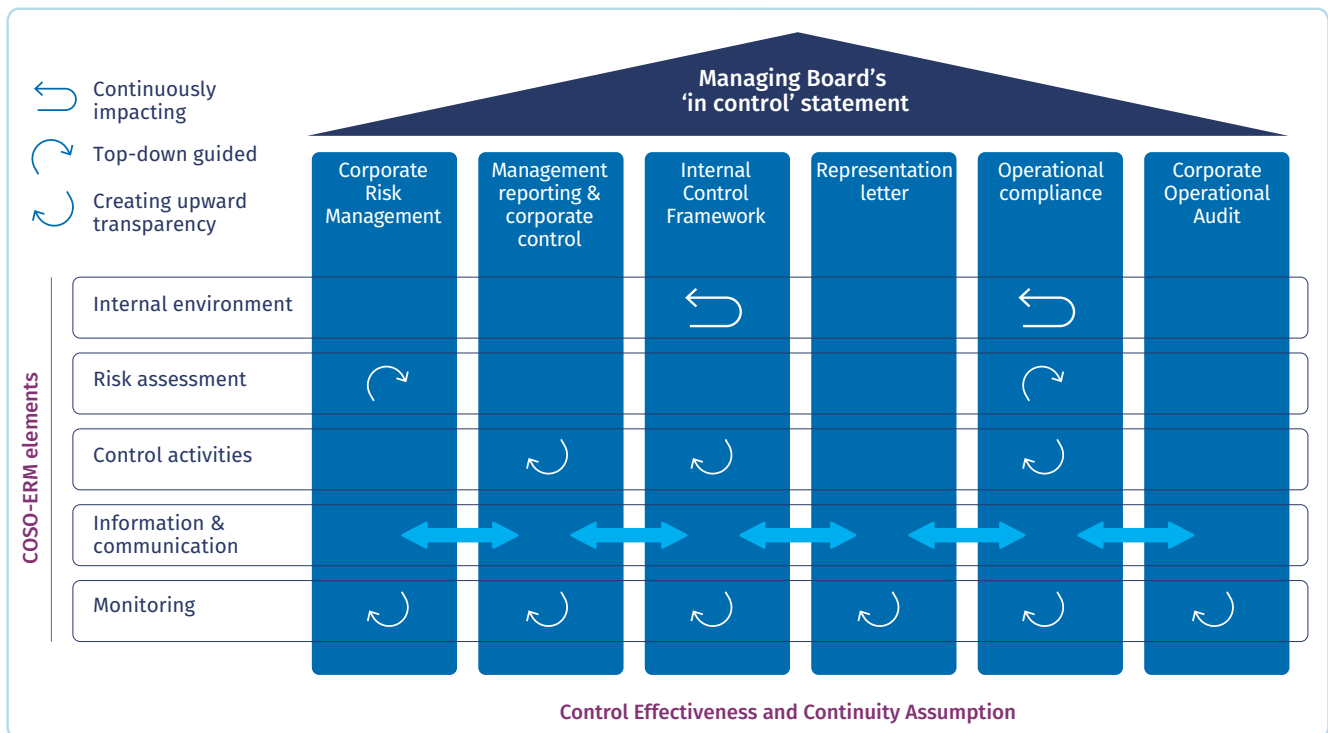 Managing Board's
'in control' statement
Continuously
impacting
Top-down guided
Creating upward
transparency
Corporate
Risk
Management
Management
reporting &
corporate
control
Internal
Control
Framework
Representation
letter
Operational
compliance
Corporate
Operational
Audit
COSO-ERM elements
Internal environment
Risk assessment
Control activities
Information &
communication
Monitoring
Control Effectiveness and Continuity Assumption